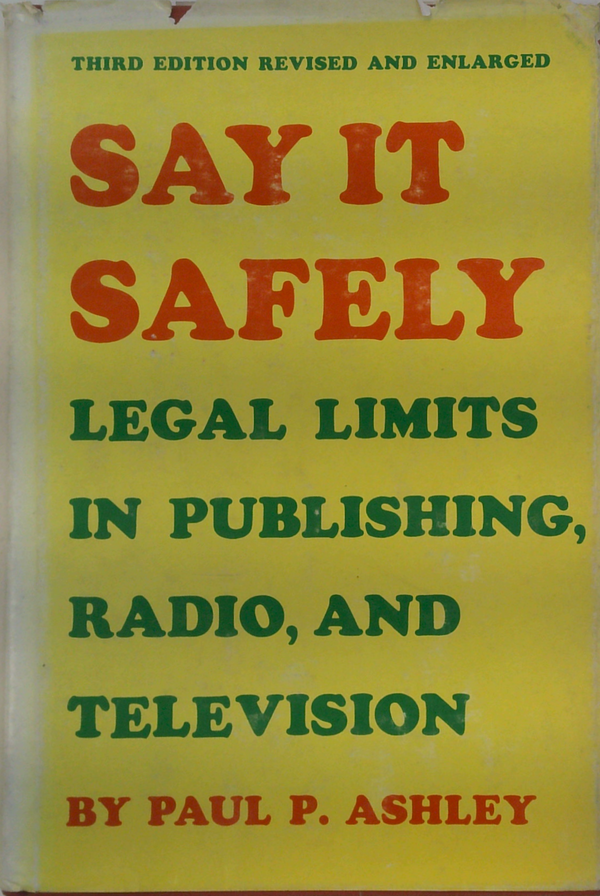 THIRD EDITION REVISED AND ENLARGED
SAY IT
SAFELY
LEGAL LIMITS
IN PUBLISHING,
RADIO, AND
TELEVISION
BY PAUL P. ASHLEY